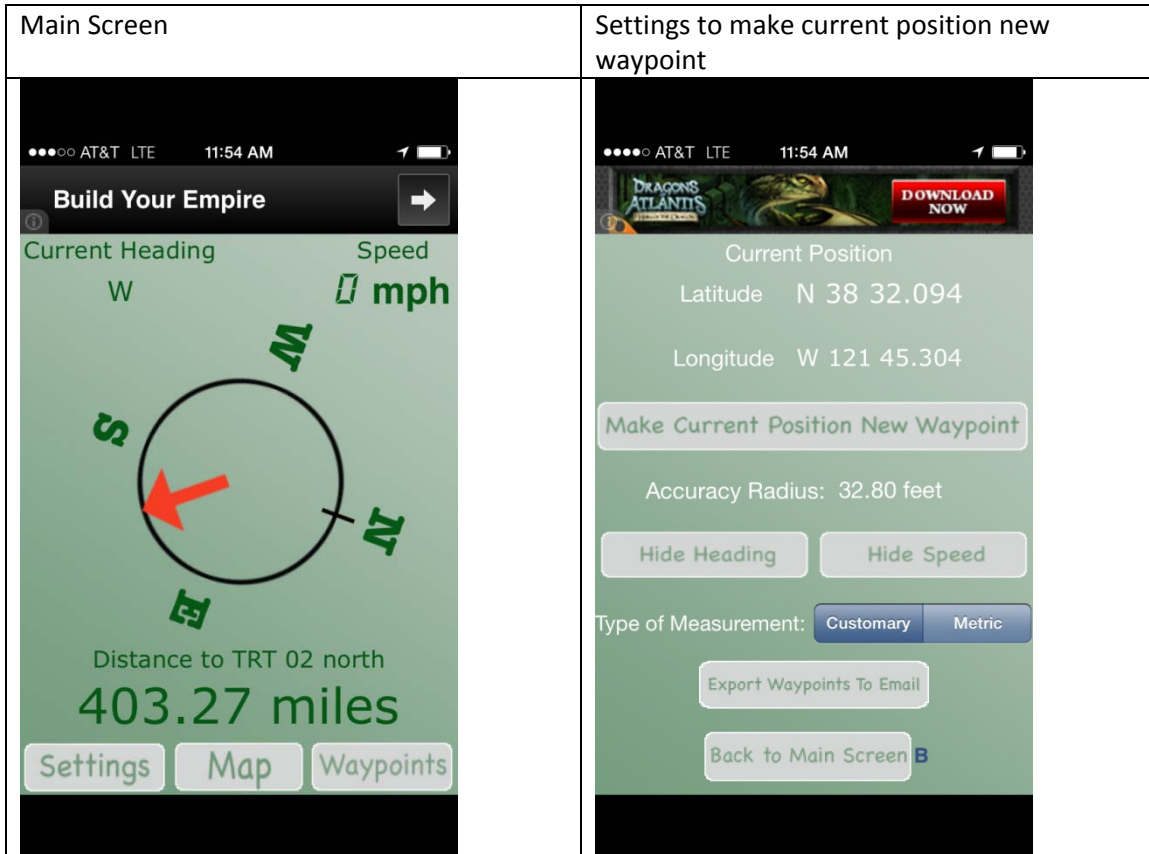 Main Screen
Settings to make current position new
waypoint
AT&T LTE 11:54 AM
Build Your Empire
Current Heading Speed
W 0 mph
W
S
N
E
Distance to TRT 02 north
403.27 miles
Settings Map Waypoints
AT&T LTE 11:54 AM
DRAGONS
ATLANTIS
DOWNLOAD
NOW
Current Position
Latitude N 38 32.094
Longitude W 121 45.304
Make Current Position New Waypoint
Accuracy Radius: 32.80 feet
Hide Heading Hide Speed
Type of Measurement: Customary Metric
Export Waypoints To Email
Back to Main Screen B